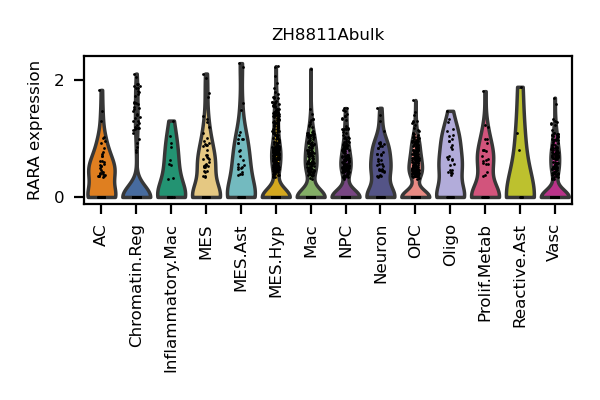 ZH8811Abulk
RARA expression
2
0
AC
Chromatin.Reg
Inflammatory.Mac
MES
MES.Ast
MES.Hyp
Mac
NPC
Neuron
OPC
Oligo
Prolif.Metab
Reactive.Ast
Vasc